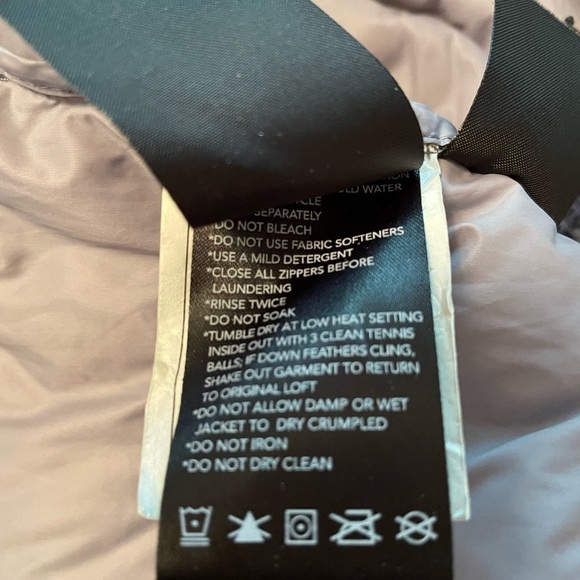 COLD WATER
SEPARATELY
*DO NOT BLEACH
*DO NOT USE FABRIC SOFTENERS
*USE A MILD DETERGENT
*CLOSE ALL ZIPPERS BEFORE
LAUNDERING
*RINSE TWICE
*DO NOT SOAK
*TUMBLE DRY AT LOW HEAT SETTING
INSIDE OUT WITH 3 CLEAN TENNIS
BALLS; IF DOWN FEATHERS CLING,
SHAKE OUT GARMENT TO RETURN
TO ORIGINAL LOFT
*DO NOT ALLOW DAMP OR WET
JACKET TO DRY CRUMPLED
*DO NOT IRON
*DO NOT DRY CLEAN